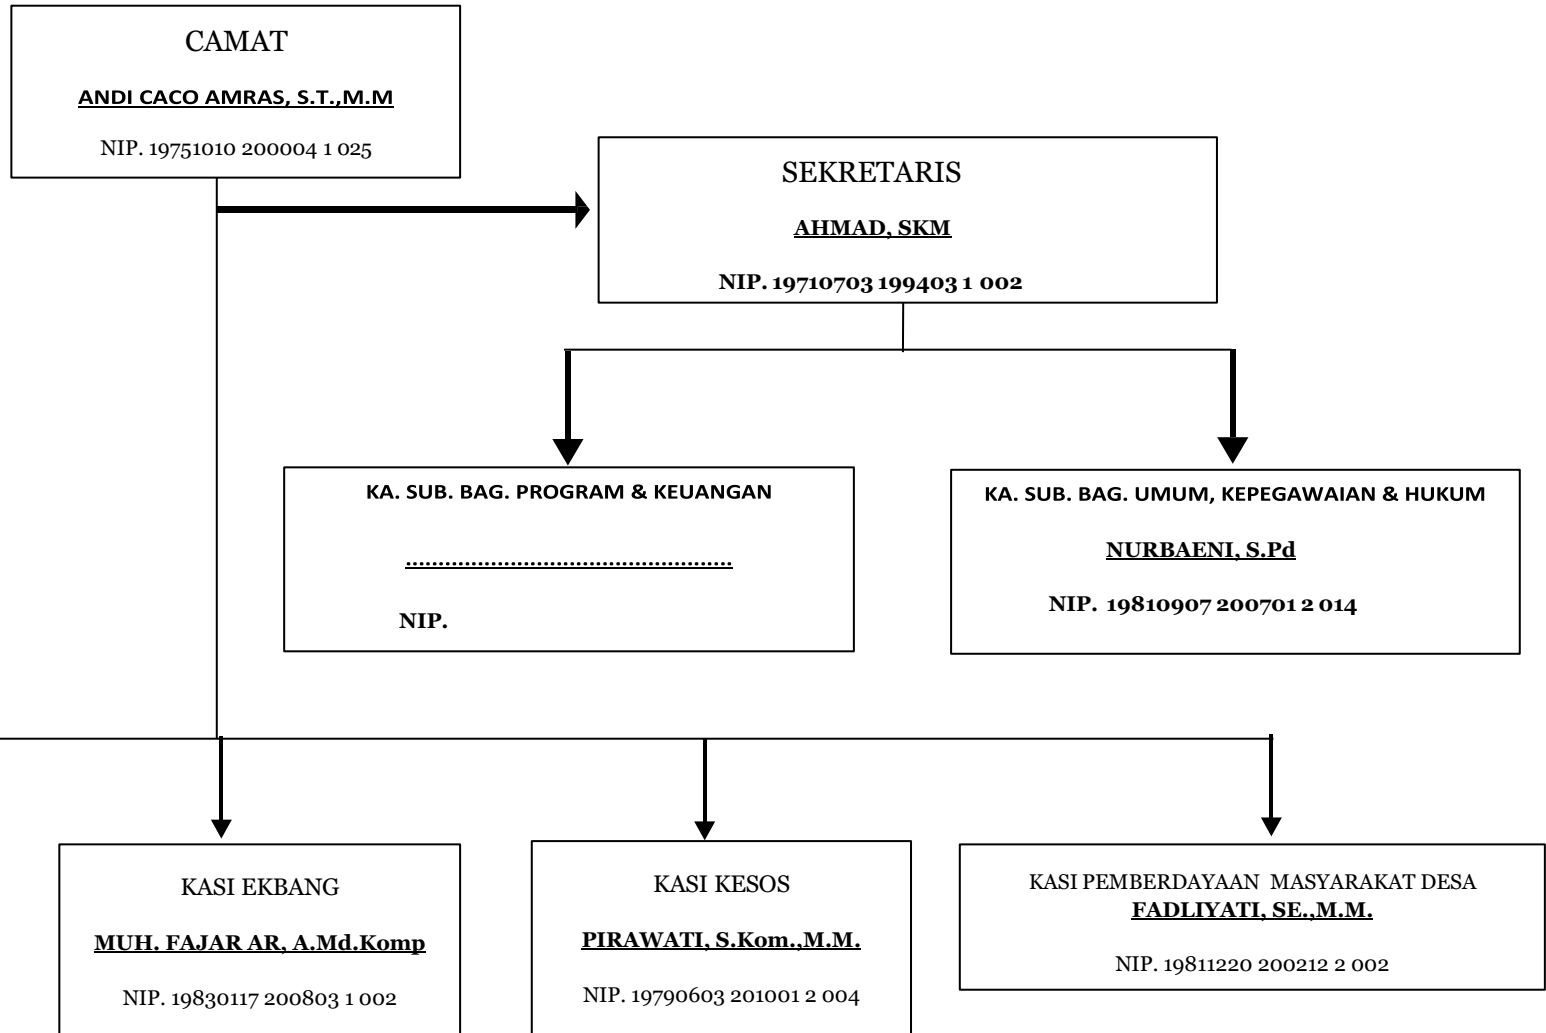 CAMAT
ANDI CACO AMRAS, S.T.,M.M
NIP. 19751010 200004 1 025
SEKRETARIS
AHMAD, SKM
NIP. 19710703 199403 1 002
KA. SUB. BAG. PROGRAM & KEUANGAN
..................................................
NIP.
KA. SUB. BAG. UMUM, KEPEGAWAIAN & HUKUM
NURBAENI, S.Pd
NIP. 19810907 200701 2 014
KASI EKBANG
MUH. FAJAR AR, A.Md.Komp
NIP. 19830117 200803 1 002
KASI KESOS
PIRAWATI, S.Kom.,M.M.
NIP. 19790603 201001 2 004
KASI PEMBERDAYAAN MASYARAKAT DESA
FADLIYATI, SE.,M.M.
NIP. 19811220 200212 2 002